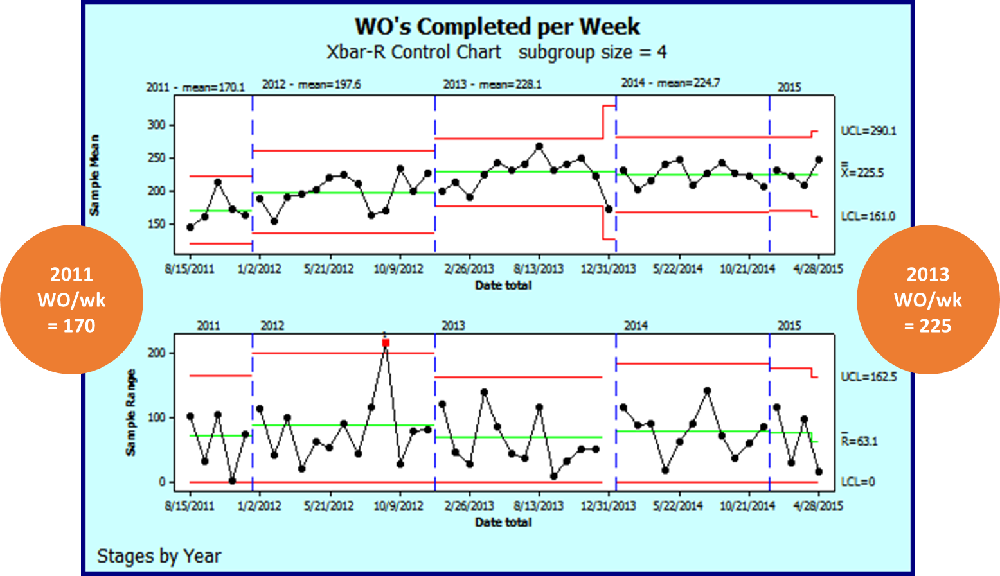 WO's Completed per Week
Xbar-R Control Chart subgroup size = 4
2011 - mean=170.1
2012 - mean=197.6
2013 - mean=228.1
2014 - mean=224.7
2015
Sample Mean
300
250
200
150
UCL=290.1
X=225.5
LCL=161.0
8/15/2011
1/2/2012
5/21/2012
10/9/2012
2/26/2013
8/13/2013
12/31/2013
5/22/2014
10/21/2014
4/28/2015
Date total
2011
WO/wk
= 170
2013
WO/wk
= 225
2011
2012
2013
2014
2015
Sample Range
200
100
0
1
UCL=162.5
R=63.1
LCL=0
8/15/2011
1/2/2012
5/21/2012
10/9/2012
2/26/2013
8/13/2013
12/31/2013
5/22/2014
10/21/2014
4/28/2015
Date total
Stages by Year